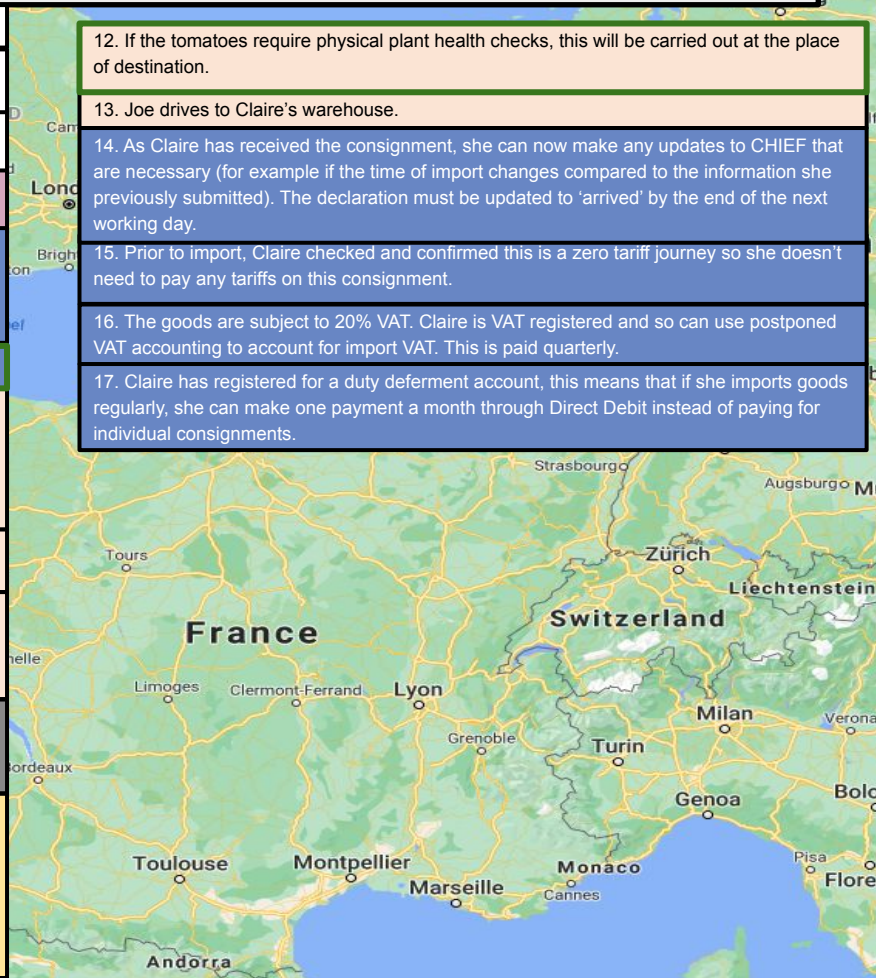 12. If the tomatoes require physical plant health checks, this will be carried out at the place
of destination.
13. Joe drives to Claire’s warehouse.
14. As Claire has received the consignment, she can now make any updates to CHIEF that
are necessary (for example if the time of import changes compared to the information she
previously submitted). The declaration must be updated to ‘arrived’ by the end of the next
working day.
15. Prior to import, Claire checked and confirmed this is a zero tariff journey so she doesn’t
need to pay any tariffs on this consignment.
16. The goods are subject to 20% VAT. Claire is VAT registered and so can use postponed
VAT accounting to account for import VAT. This is paid quarterly.
17. Claire has registered for a duty deferment account, this means that if she imports goods
regularly, she can make one payment a month through Direct Debit instead of paying for
individual consignments.
Cam
Lond
Brigh
ton
el
Strasbourg
Augsburg M
Tours
Zürich
Liechtenstein
Switzerland
France
elle
Limoges
Clermont-Ferrand
Lyon
Milan
Verona
Grenoble
Turin
ordeaux
Genoa
Bolo
Toulouse
Montpellier
Monaco
Pisa
Marseille
Cannes
Flore
Andorra